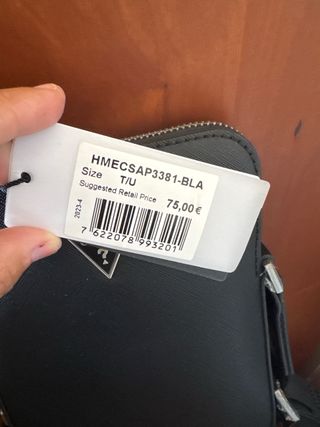 HMECSAP3381-BLA
Size T/U
Suggested Retail Price 75,00€
2023-4
7 622078 993201
?